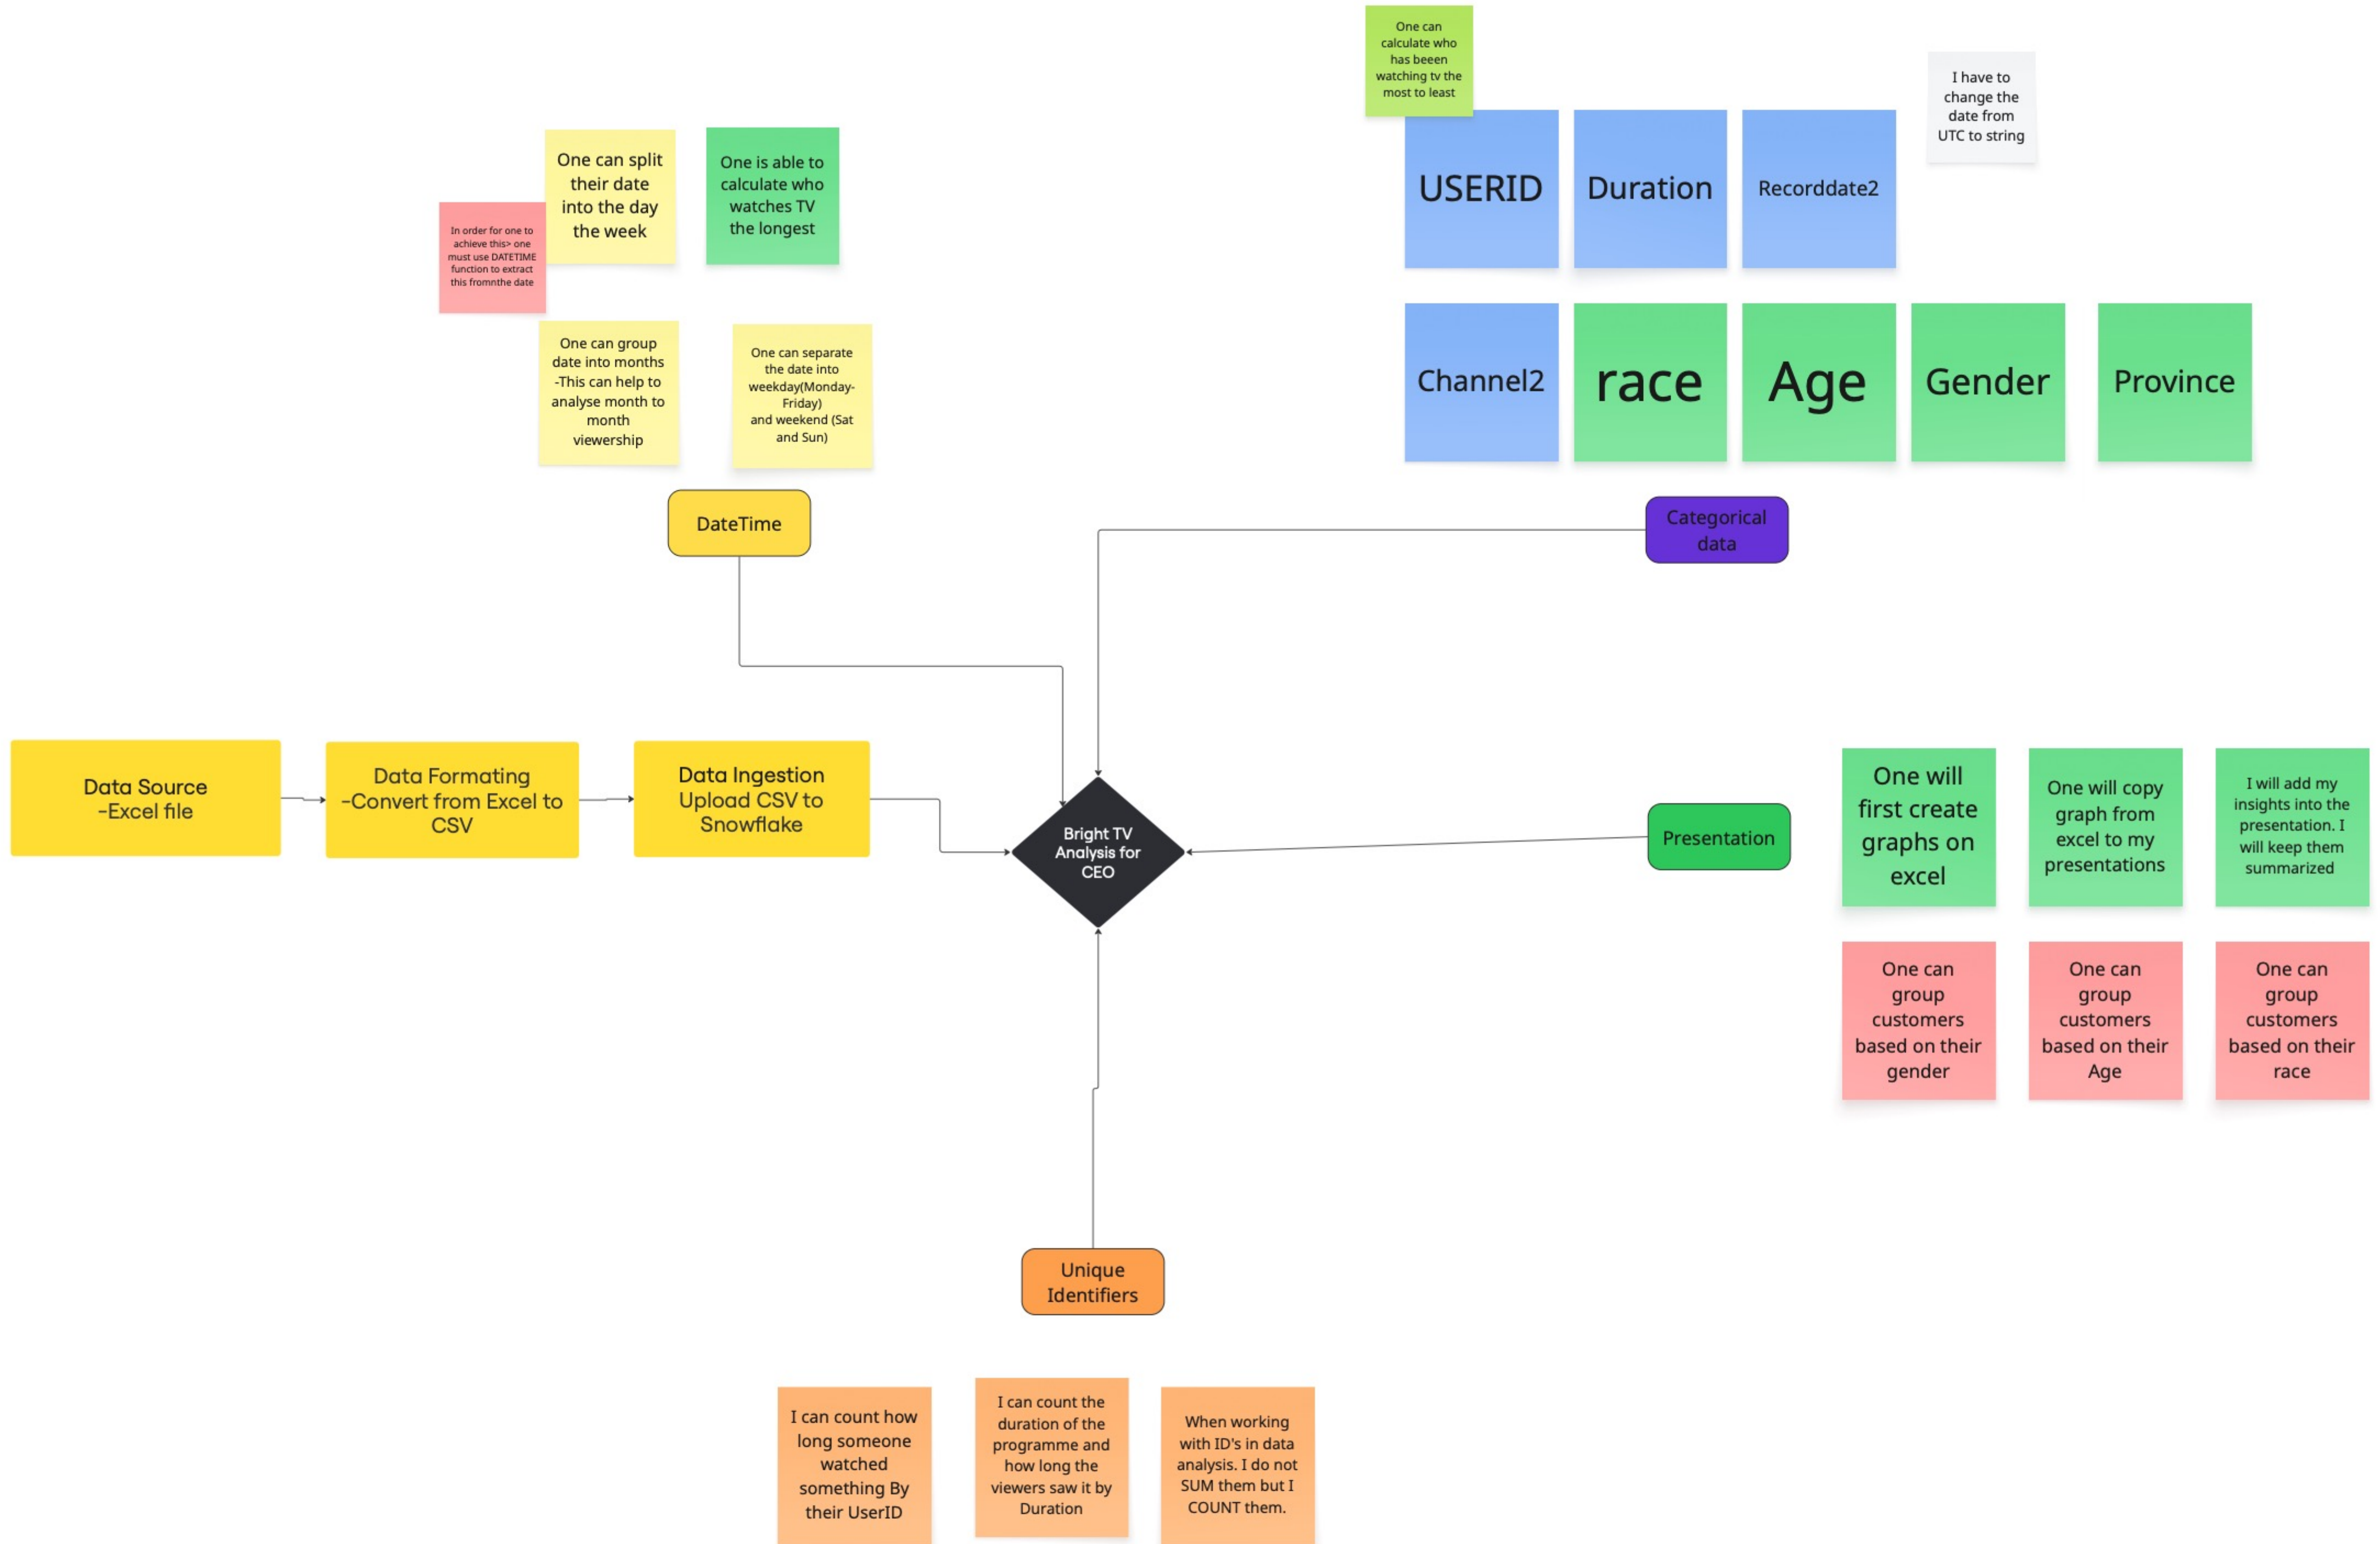 One can
calculate who
has beeen
watching tv the
most to least
I have to
change the
date from
UTC to string
One can split
their date
into the day
the week
One is able to
calculate who
watches TV
the longest
USERID
Duration
Recorddate2
In order for one to
achieve this> one
must use DATETIME
function to extract
this fromnthe date
One can group
date into months
-This can help to
analyse month to
month
viewership
One can separate
the date into
weekday(Monday-
Friday)
and weekend (Sat
and Sun)
Channel2
race
Age
Gender
Province
DateTime
Categorical
data
Data Source
-Excel file
Data Formating
-Convert from Excel to
CSV
Data Ingestion
Upload CSV to
Snowflake
Bright TV
Analysis for
CEO
Presentation
One will
first create
graphs on
excel
One will copy
graph from
excel to my
presentations
I will add my
insights into the
presentation. I
will keep them
summarized
One can
group
customers
based on their
gender
One can
group
customers
based on their
Age
One can
group
customers
based on their
race
Unique
Identifiers
I can count how
long someone
watched
something By
their UserID
I can count the
duration of the
programme and
how long the
viewers saw it by
Duration
When working
with ID's in data
analysis. I do not
SUM them but I
COUNT them.